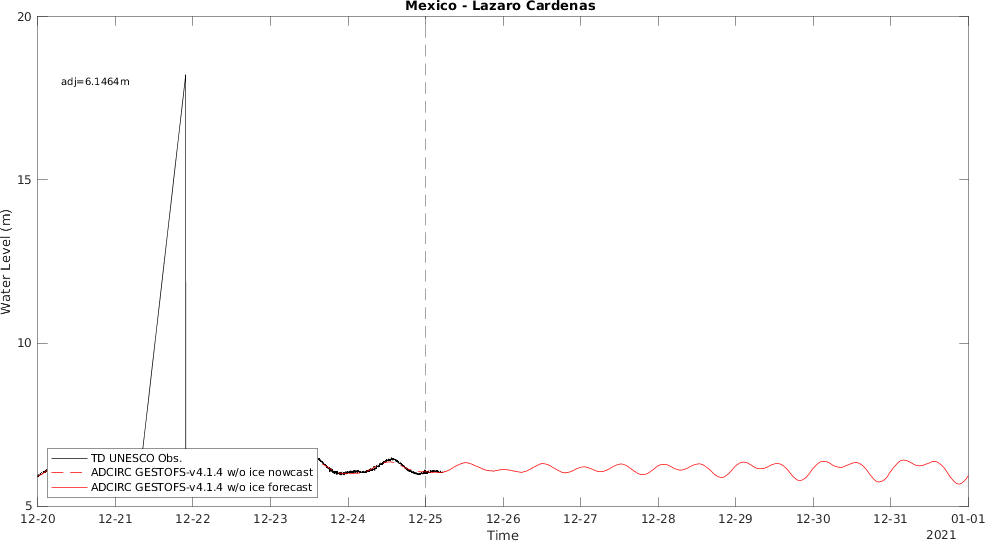 Mexico - Lazaro Cardenas
20
adj=6.1464m
15
Water Level (m)
10
TD UNESCO Obs.
ADCIRC GESTOFS-v4.1.4 w/o ice nowcast
ADCIRC GESTOFS-v4.1.4 w/o ice forecast
5
12-20 12-21 12-22 12-23 12-24 12-25 12-26 12-27 12-28 12-29 12-30 12-31 01-01
Time
2021